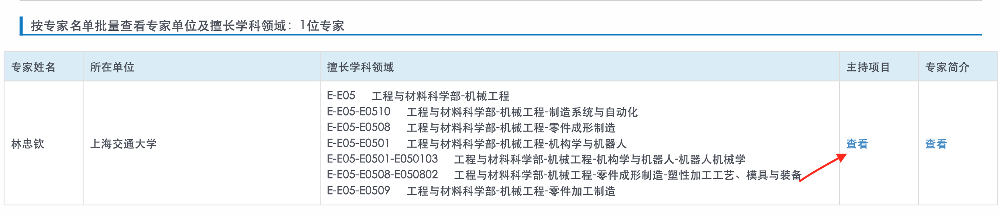 按专家名单批量查看专家单位及擅长学科领域：1位专家
专家姓名 所在单位 擅长学科领域 主持项目 专家简介
E-E05 工程与材料科学部-机械工程
E-E05-E0510 工程与材料科学部-机械工程-制造系统与自动化
E-E05-E0508 工程与材料科学部-机械工程-零件成形制造
林忠钦 上海交通大学 E-E05-E0501 工程与材料科学部-机械工程-机构学与机器人 查看 查看
E-E05-E0501-E050103 工程与材料科学部-机械工程-机构学与机器人-机器人机械学
E-E05-E0508-E050802 工程与材料科学部-机械工程-零件成形制造-塑性加工工艺、模具与装备
E-E05-E0509 工程与材料科学部-机械工程-零件加工制造